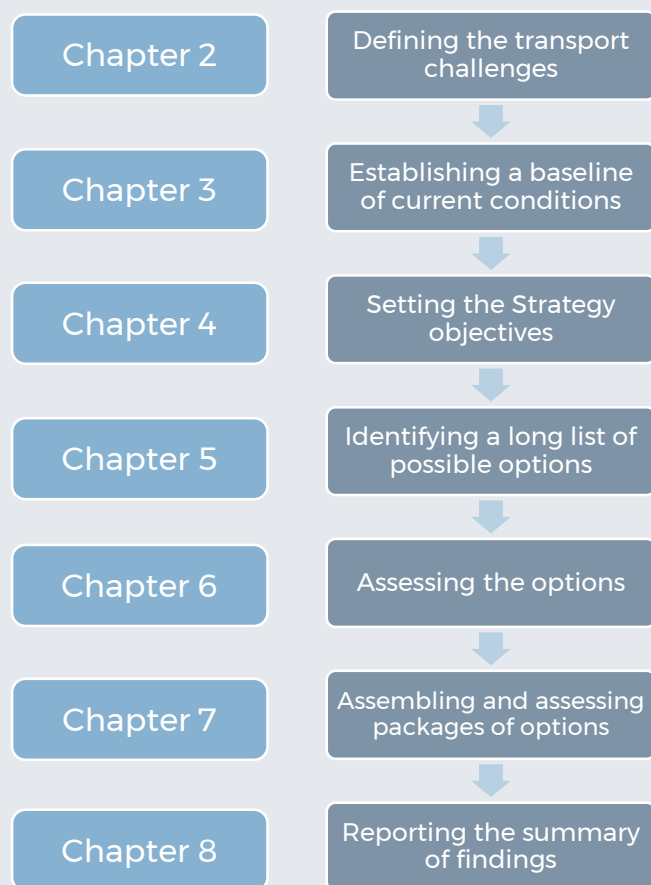 Chapter 2
Defining the transport
challenges
Chapter 3
Establishing a baseline
of current conditions
Chapter 4
Setting the Strategy
objectives
Chapter 5
Identifying a long list of
possible options
Chapter 6
Assessing the options
Chapter 7
Assembling and assessing
packages of options
Chapter 8
Reporting the summary
of findings